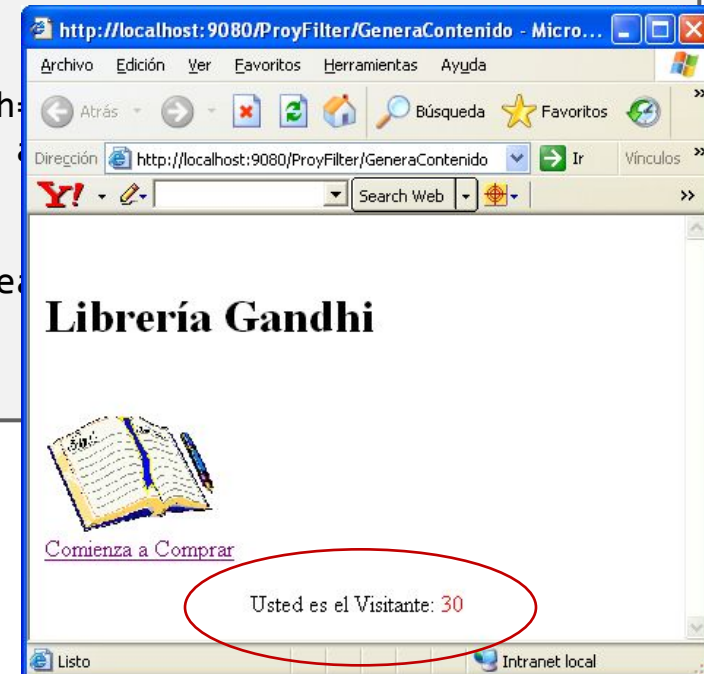 http://localhost:9080/ProyFilter/GeneraContenido - Micro...
Archivo Edición Ver Favoritos Herramientas Ayuda
Atrás Búsqueda Favoritos
Dirección http://localhost:9080/ProyFilter/GeneraContenido Ir Vínculos
Y! Search Web
Librería Gandhi
Comienza a Comprar
Usted es el Visitante: 30
Listo Intranet local